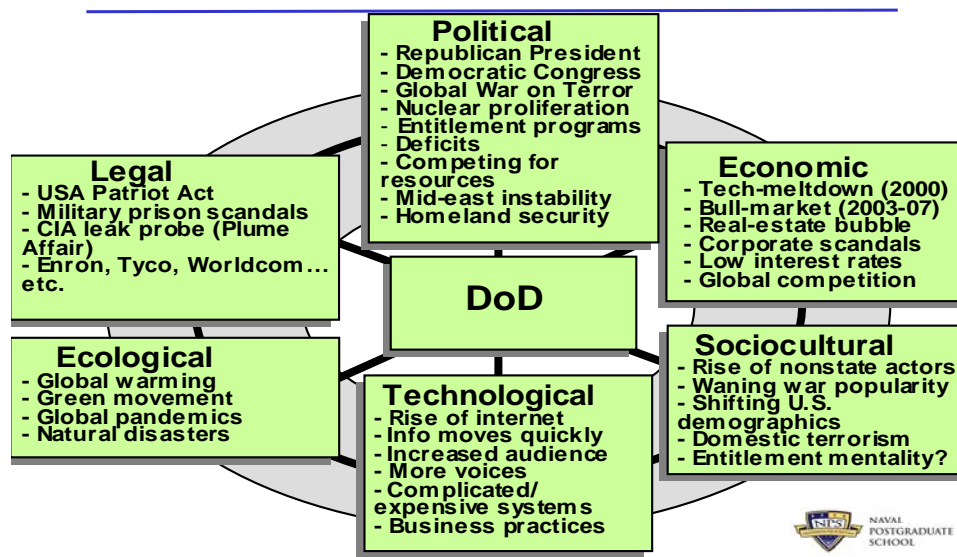 Political
- Republican President
- Democratic Congress
- Global War on Terror
- Nuclear proliferation
- Entitlement programs
- Deficits
- Competing for
resources
- Mid-east instability
- Homeland security
Legal
- USA Patriot Act
- Military prison scandals
- CIA leak probe (Plume
Affair)
- Enron, Tyco, Worldcom…
etc.
Economic
- Tech-meltdown (2000)
- Bull-market (2003-07)
- Real-estate bubble
- Corporate scandals
- Low interest rates
- Global competition
DoD
Ecological
- Global warming
- Green movement
- Global pandemics
- Natural disasters
Technological
- Rise of internet
- Info moves quickly
- Increased audience
- More voices
- Complicated/
expensive systems
- Business practices
Sociocultural
- Rise of nonstate actors
- Waning war popularity
- Shifting U.S.
demographics
- Domestic terrorism
- Entitlement mentality?
NPS
NAVAL
POSTGRADUATE
SCHOOL